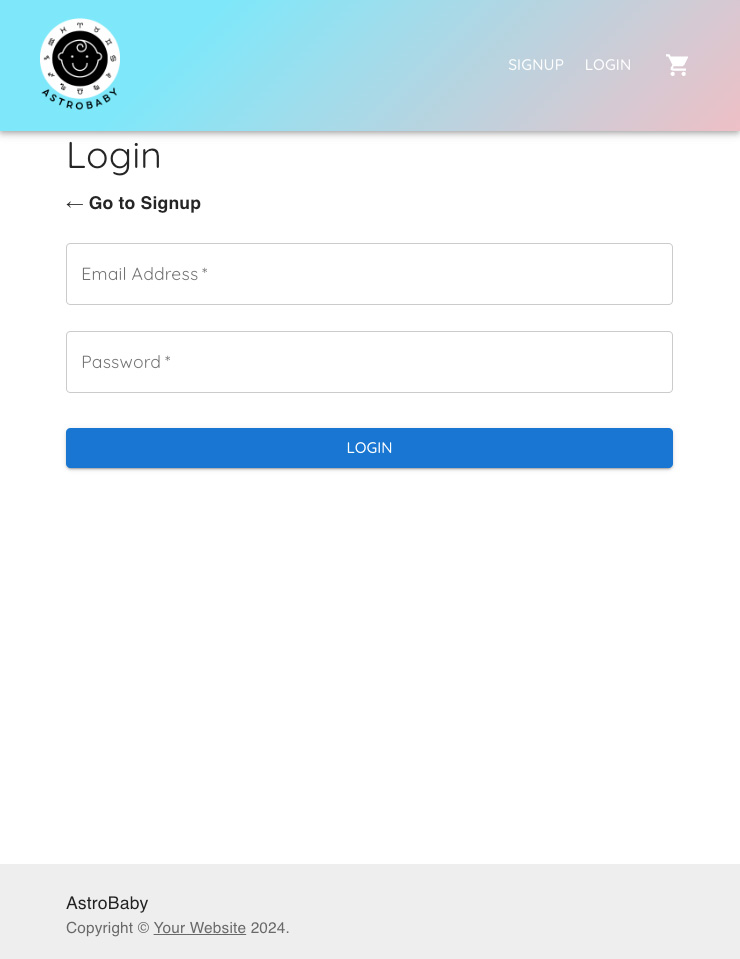 ASTROBABY
SIGNUP LOGIN
Login
← Go to Signup
Email Address *
Password *
LOGIN
AstroBaby
Copyright © Your Website 2024.